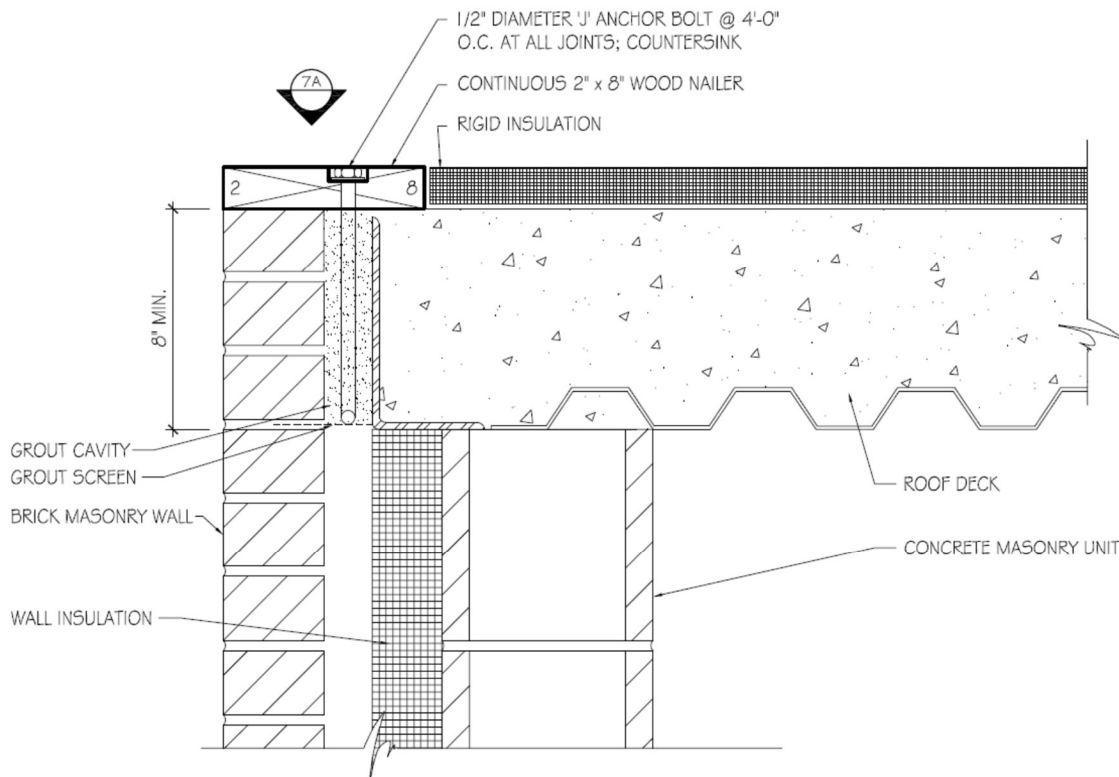 1/2" DIAMETER 'J' ANCHOR BOLT @ 4'-0"
O.C. AT ALL JOINTS; COUNTERSINK
7A
CONTINUOUS 2" x 8" WOOD NAILER
RIGID INSULATION
2
8
8" MIN.
GROUT CAVITY
GROUT SCREEN
ROOF DECK
BRICK MASONRY WALL
CONCRETE MASONRY UNIT
WALL INSULATION